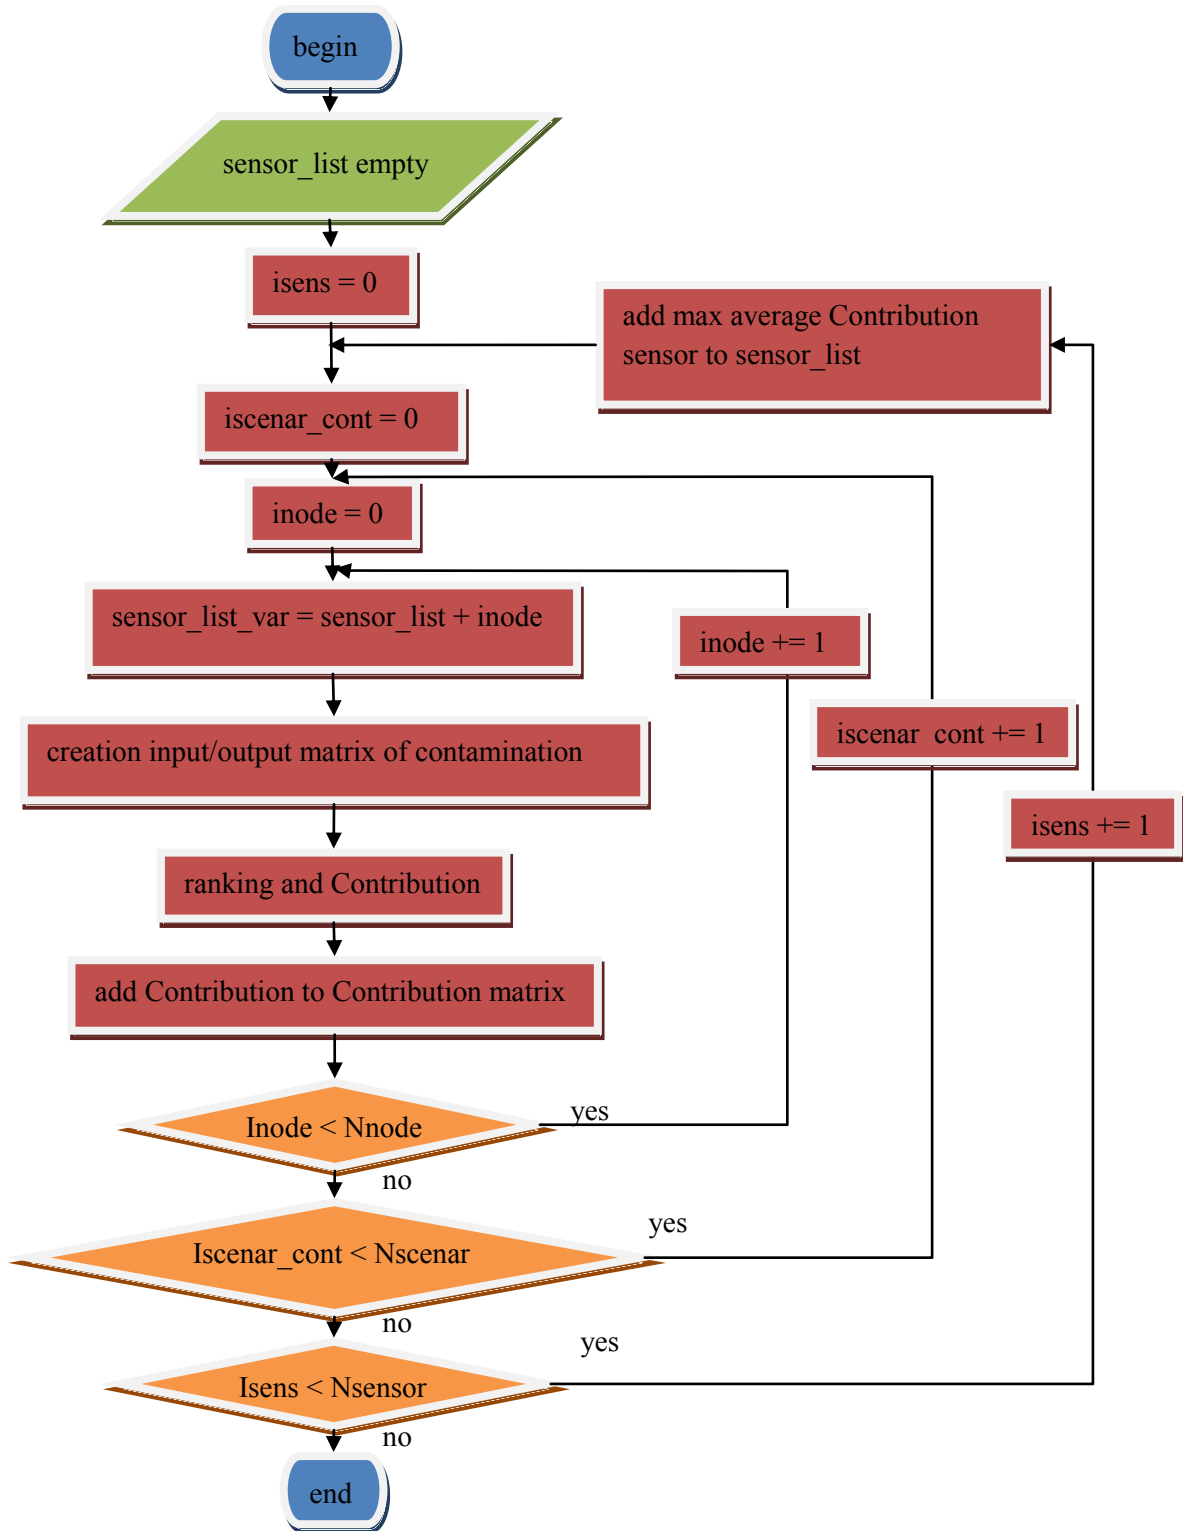 begin
sensor_list empty
isens = 0
add max average Contribution
sensor to sensor_list
iscenar_cont = 0
inode = 0
sensor_list_var = sensor_list + inode
inode += 1
iscenar_cont += 1
creation input/output matrix of contamination
isens += 1
ranking and Contribution
add Contribution to Contribution matrix
Inode < Nnode
yes
no
Iscenar_cont < Nscenar
yes
no
Isens < Nsensor
yes
no
end